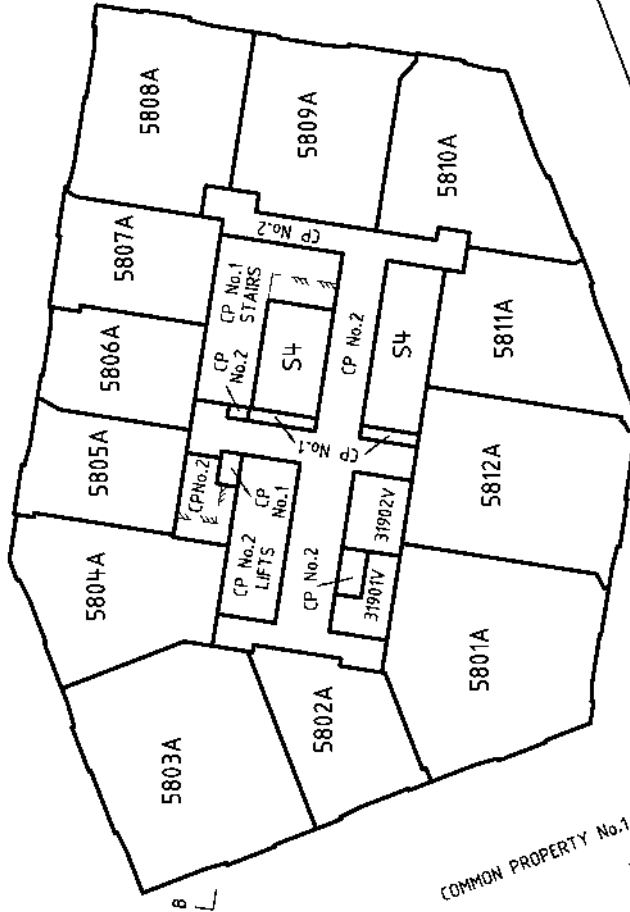 5808A
5809A
5810A
5807A
CP No.2
CP No.1
STAIRS
5806A
CP
No.2
S4
CP No.2
S4
5811A
5805A
CPNo.2
CP
No.1
CP No.1
5812A
5804A
CP No.2
LIFTS
CP No.2
31902V
31901V
5803A
5802A
5801A
B
COMMON PROPERTY No.1